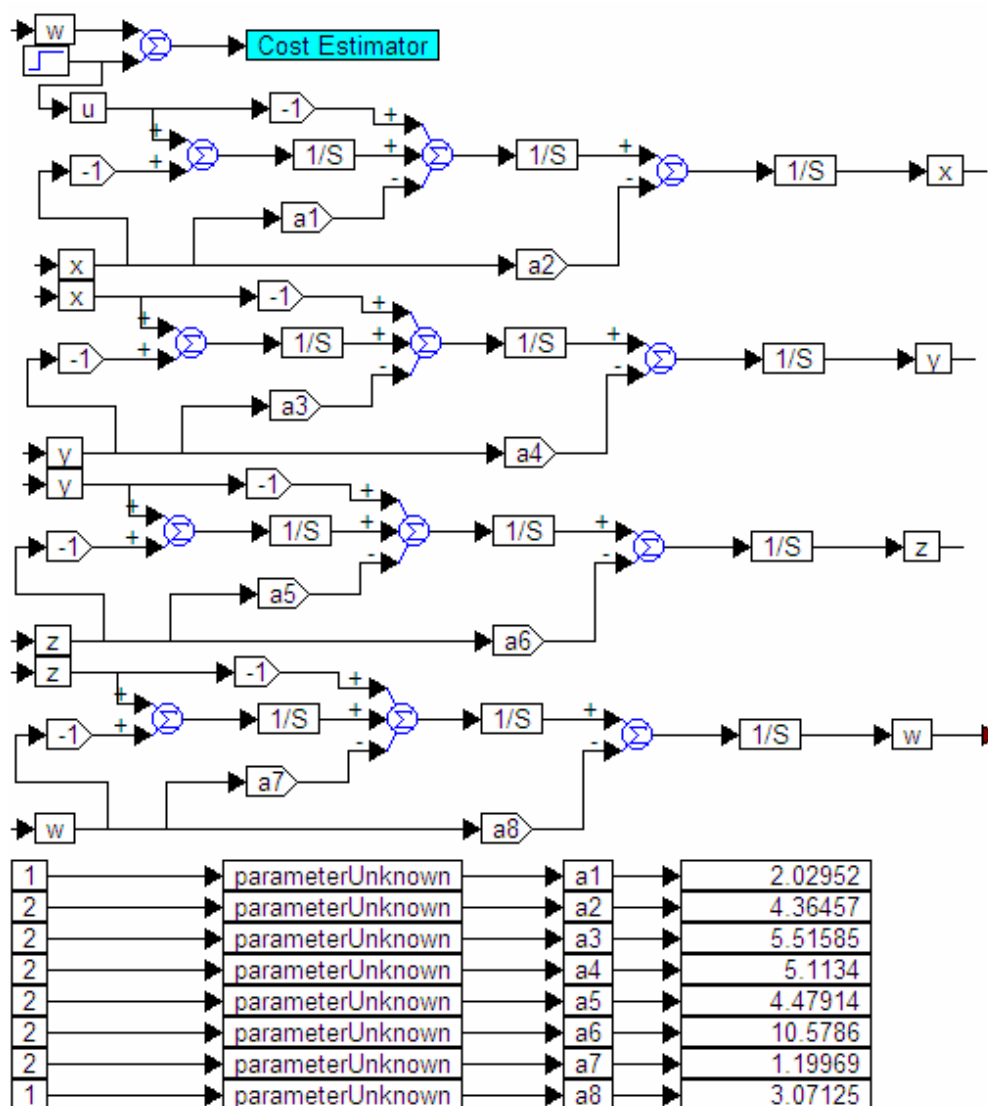 w
Σ
Cost Estimator
u
-1
+
+
Σ
1/S
+
Σ
1/S
+
Σ
1/S
x
-1
+
-
-
a1
x
a2
x
-1
+
+
Σ
1/S
+
Σ
1/S
+
Σ
1/S
y
-1
+
-
-
a3
y
a4
y
-1
+
+
Σ
1/S
+
Σ
1/S
+
Σ
1/S
z
-1
+
-
-
a5
z
a6
z
-1
+
+
Σ
1/S
+
Σ
1/S
+
Σ
1/S
w
-1
+
-
-
a7
w
a8
1 parameterUnknown a1 2.02952
2 parameterUnknown a2 4.36457
2 parameterUnknown a3 5.51585
2 parameterUnknown a4 5.1134
2 parameterUnknown a5 4.47914
2 parameterUnknown a6 10.5786
2 parameterUnknown a7 1.19969
1 parameterUnknown a8 3.07125